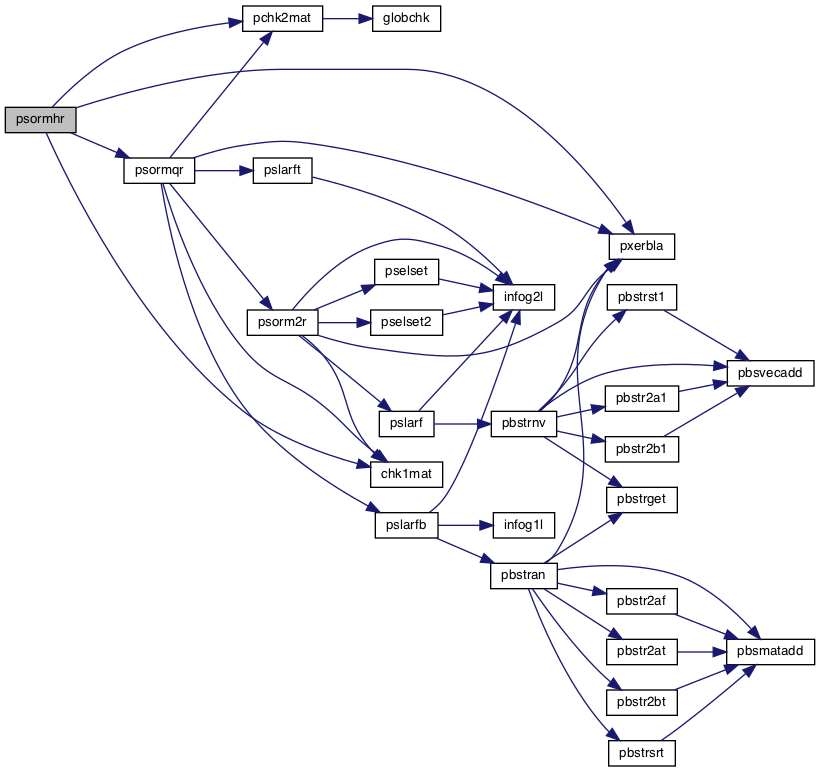 pchk2mat
globchk
psormhr
psormqr
pslarft
pxerbla
pselset
infog2l
pbstrst1
psorm2r
pselset2
pbsvecadd
pbstr2a1
pslarf
pbstrnv
pbstr2b1
chk1mat
pbstrget
pslarfb
infog1l
pbstran
pbstr2af
pbstr2at
pbsmatadd
pbstr2bt
pbstrsrt